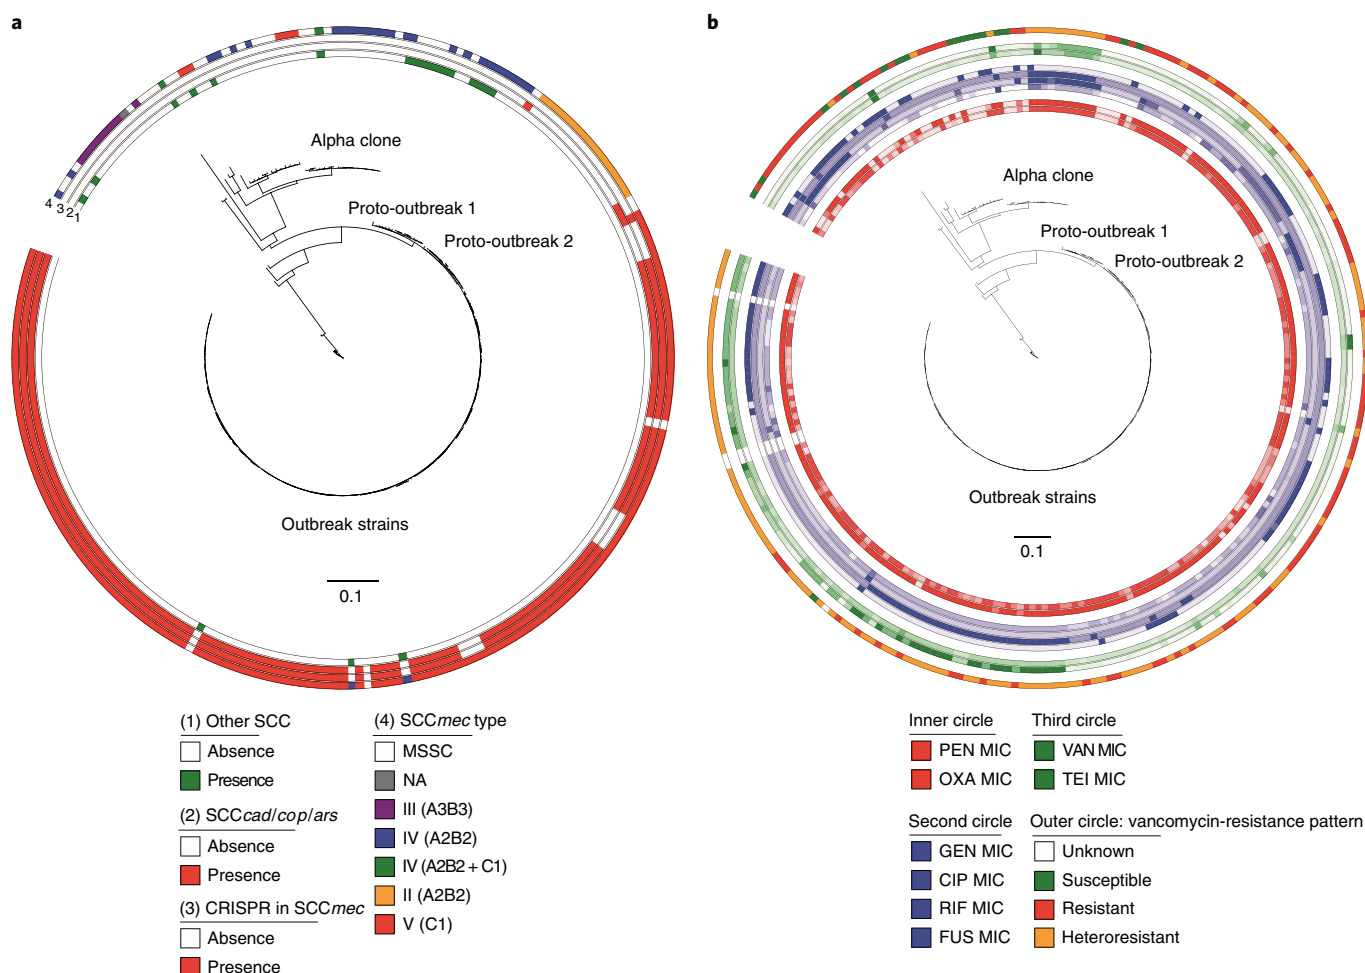 a
4 3 2 1
Alpha clone
Proto-outbreak 1
Proto-outbreak 2
Outbreak strains
0.1
(1) Other SCC
Absence
Presence
(2) SCCcad/cop/ars
Absence
Presence
(3) CRISPR in SCCmec
Absence
Presence
(4) SCCmec type
MSSC
NA
III (A3B3)
IV (A2B2)
IV (A2B2 + C1)
II (A2B2)
V (C1)
b
Alpha clone
Proto-outbreak 1
Proto-outbreak 2
Outbreak strains
0.1
Inner circle
PEN MIC
OXA MIC
Second circle
GEN MIC
CIP MIC
RIF MIC
FUS MIC
Third circle
VAN MIC
TEI MIC
Outer circle: vancomycin-resistance pattern
Unknown
Susceptible
Resistant
Heteroresistant